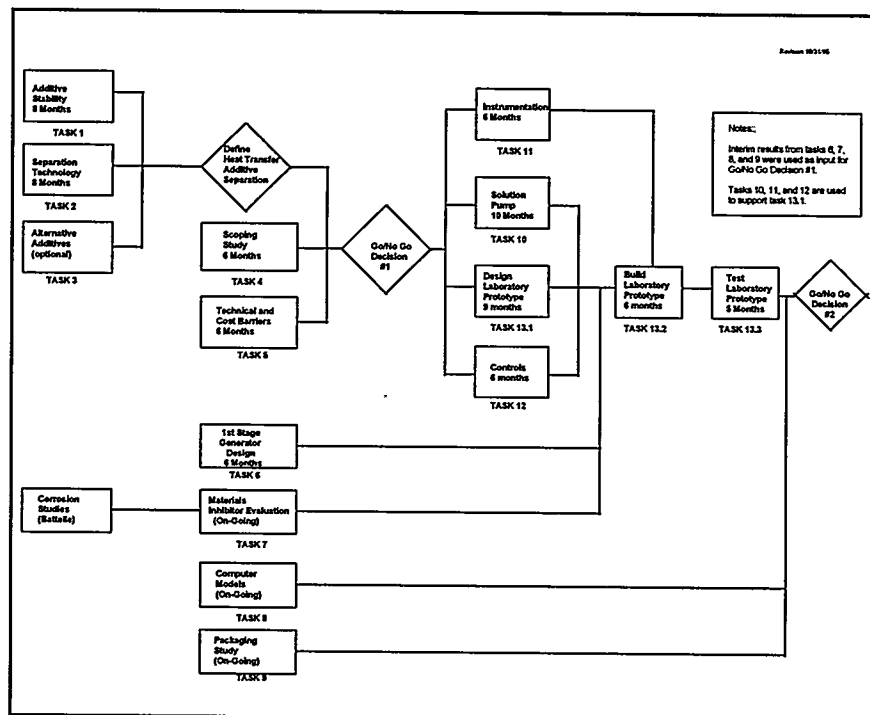 Additive
Stability
8 Months
TASK 1
Separation
Technology
8 Months
TASK 2
Alternative
Additives
(optional)
TASK 3
Define
Heat Transfer
Additive
Separation
Scoping
Study
6 Months
TASK 4
Technical and
Cost Barriers
6 Months
TASK 5
Go/No Go
Decision
#1
Instrumentation
6 Months
TASK 11
Solution
Pump
10 Months
TASK 10
Design
Laboratory
Prototype
9 months
TASK 13.1
Controls
6 months
TASK 12
Notes:,
Interim results from tasks 6, 7,
8, and 9 were used as input for
Go/No Go Decision #1.
Tasks 10, 11, and 12 are used
to support task 13.1.
Build
Laboratory
Prototype
6 months
TASK 13.2
Test
Laboratory
Prototype
5 Months
TASK 13.3
Go/No Go
Decision
#2
1st Stage
Generator
Design
6 Months
TASK 6
Corrosion
Studies
(Battelle)
Materials
Inhibitor Evaluation
(On-Going)
TASK 7
Computer
Models
(On-Going)
TASK 8
Packaging
Study
(On-Going)
TASK 9